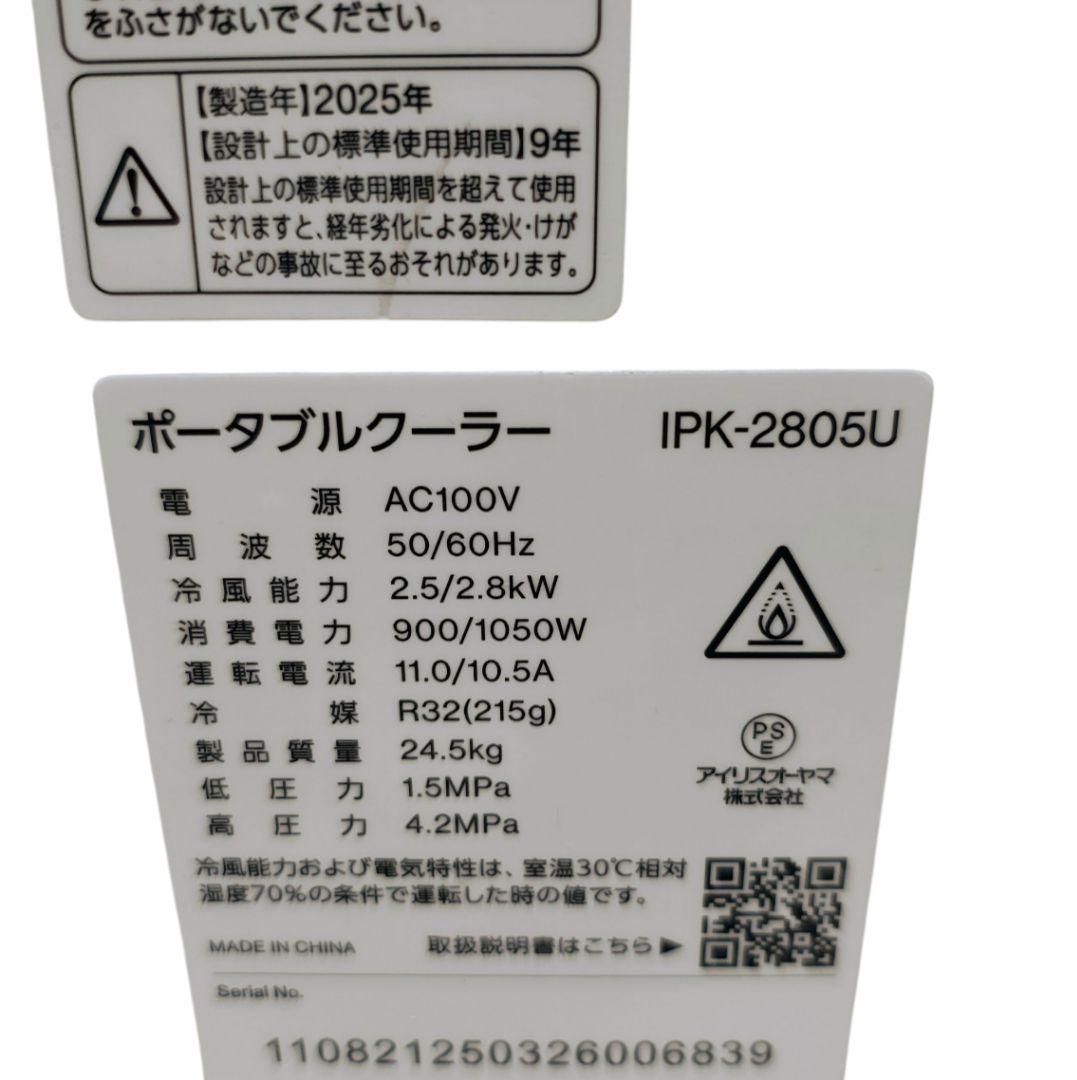 をふさがないでください。
【製造年】2025年
【設計上の標準使用期間】9年
設計上の標準使用期間を超えて使用
されますと、経年劣化による発火・けが
などの事故に至るおそれがあります。
ポータブルクーラー IPK-2805U
電源 AC100V
周波数 50/60Hz
冷風能力 2.5/2.8kW
消費電力 900/1050W
運転電流 11.0/10.5A
冷媒 R32(215g)
製品質量 24.5kg
低圧力 1.5MPa
高圧力 4.2MPa
PS
E
アイリスオーヤマ
株式会社
冷風能力および電気特性は、室温30℃相対
湿度70%の条件で運転した時の値です。
MADE IN CHINA 取扱説明書はこちら▶
Serial No.
110821250326006839